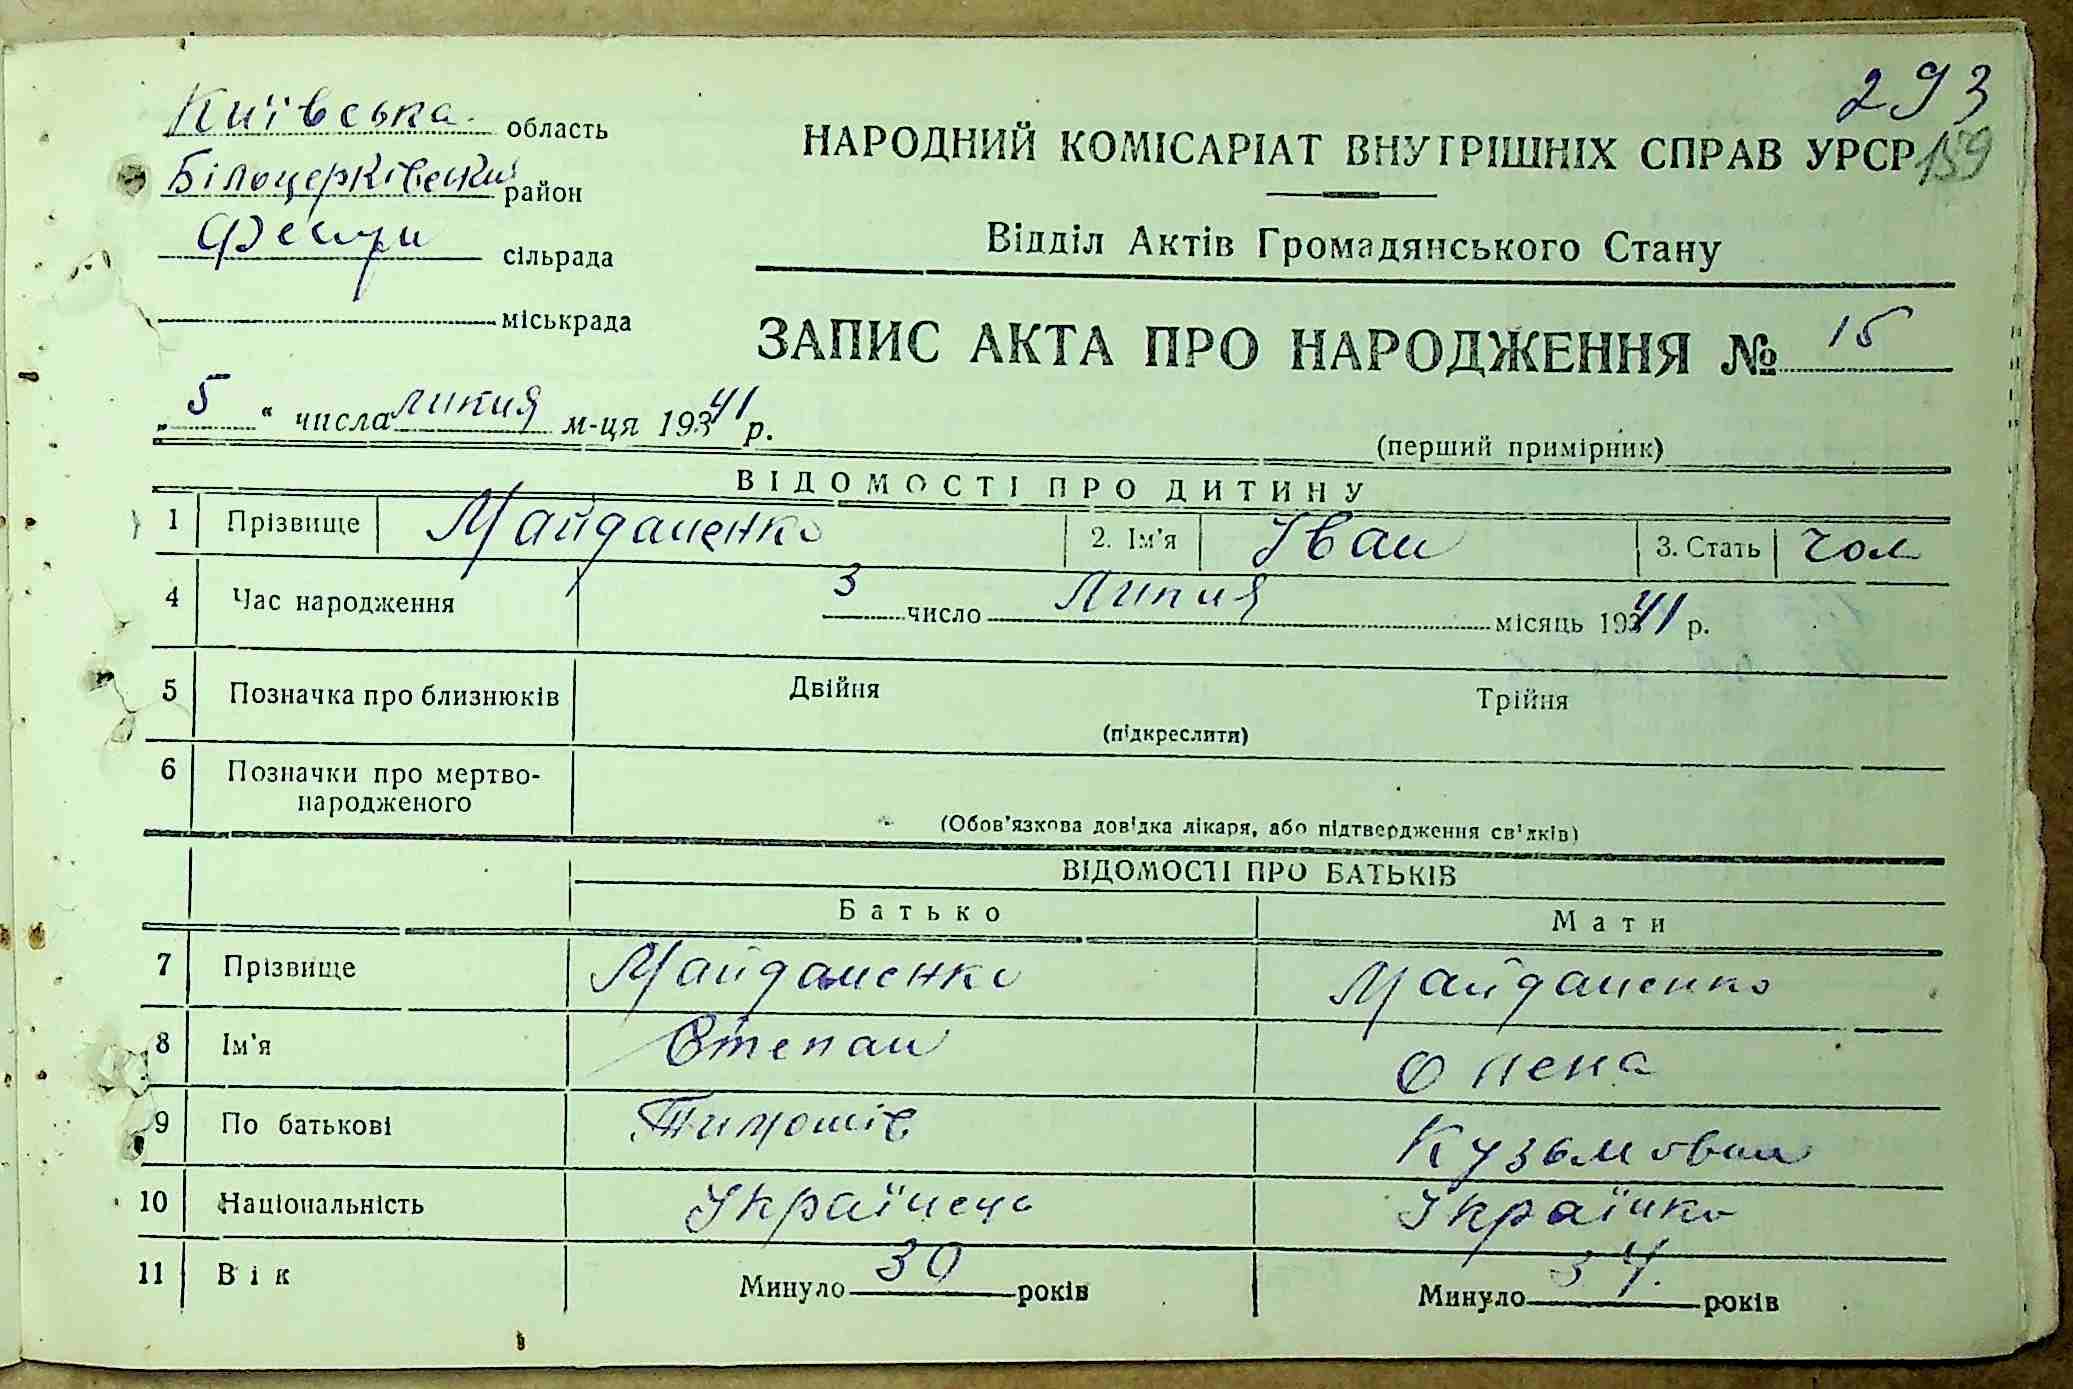 293
Київська область
НАРОДНИЙ КОМІСАРІАТ ВНУТРІШНІХ СПРАВ УРСР 159
Білоцерківський район
Відділ Актів Громадянського Стану
сільрада
міськрада
ЗАПИС АКТА ПРО НАРОДЖЕННЯ № 15
„ 5 “ числа липня м-ця 19341 р.
(перший примірник)
ВІДОМОСТІ ПРО ДИТИНУ
1 Прізвище Майданенко 2. Ім'я Іван 3. Стать чол
4 Час народження 3 число Липня місяць 19341 р.
5 Позначка про близнюків Двійня Трійня
(підкреслити)
6 Позначки про мертво-
народженого
(Обов'язкова довідка лікаря, або підтвердження свідків)
ВІДОМОСТІ ПРО БАТЬКІВ
Батько Мати
7 Прізвище Майданенко Майданенко
8 Ім'я Степан Олена
9 По батькові Тимошів Кузьмовна
10 Національність Українець Українка
11 Вік Минуло 30 років Минуло 34 років